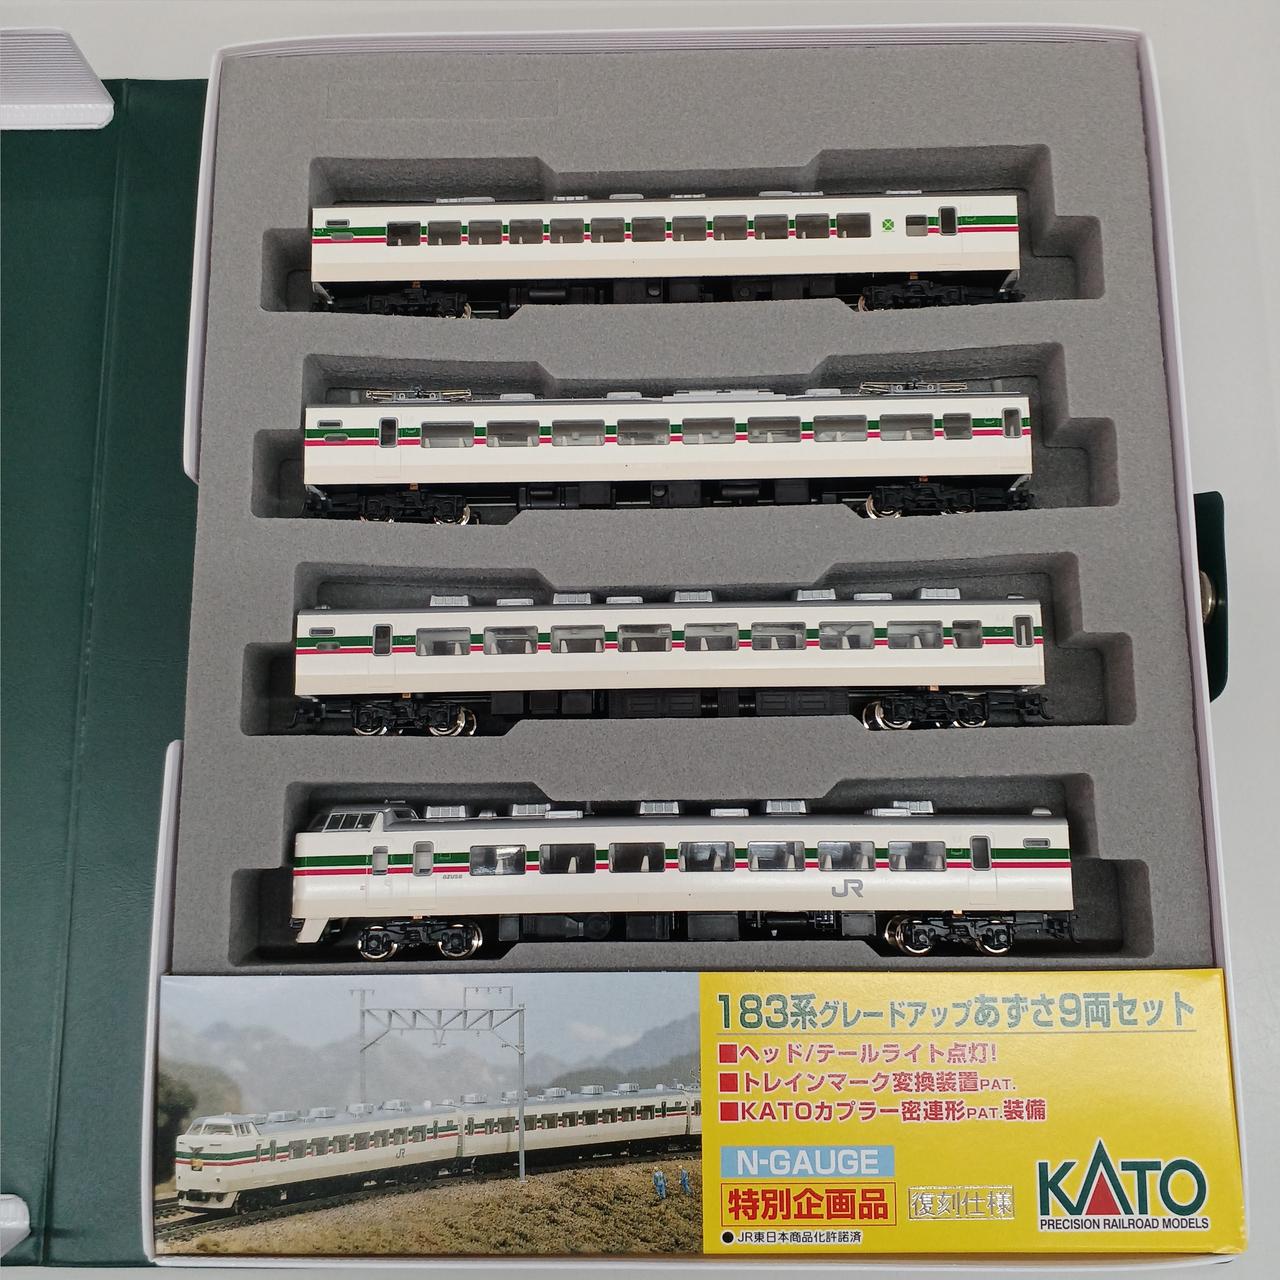 azusa
JR
183系グレードアップあずさ9両セット
■ヘッド/テールライト点灯!
■トレインマーク変換装置PAT.
■KATOカプラー密連形PAT.装備
N-GAUGE
特別企画品
復刻仕様
KATO
PRECISION RAILROAD MODELS
●JR東日本商品化許諾済
JR